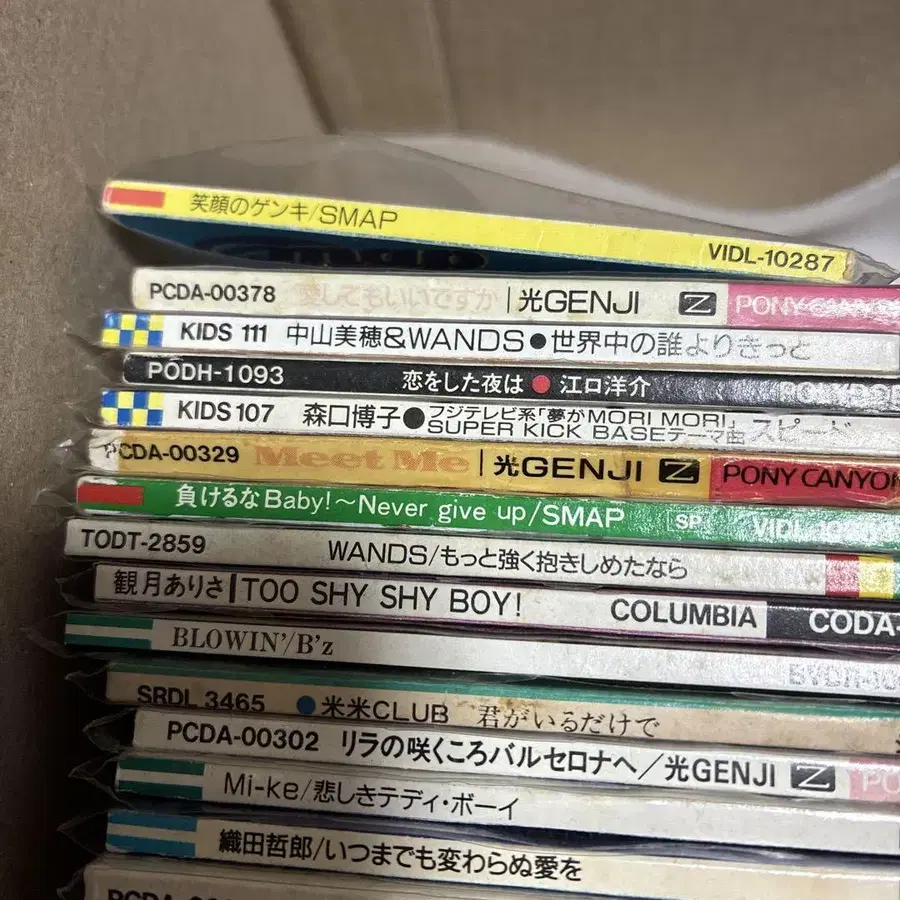 笑顔のゲンキ/SMAP VIDL-10287
PCDA-00378 愛してもいいですか 光GENJI PONY CANYON
KIDS 111 中山美穂&WANDS●世界中の誰よりきっと
PODH-1093 恋をした夜は●江口洋介
KIDS 107 森口博子●フジテレビ系「夢がMORI MORI」
SUPER KICK BASEテーマ曲 スピード
PCDA-00329 Meet Me 光GENJI PONY CANYON
負けるなBaby!～Never give up/SMAP SP VIDL-
TODT-2859 WANDS/もっと強く抱きしめたなら
観月ありさ TOO SHY SHY BOY! COLUMBIA CODA-
BLOWIN'/B'z
SRDL 3465 ●米米CLUB 君がいるだけで
PCDA-00302 リラの咲くころバルセロナへ/光GENJI PO
Mi-ke/悲しきテディ・ボーイ
織田哲郎/いつまでも変わらぬ愛を
PCDA-00